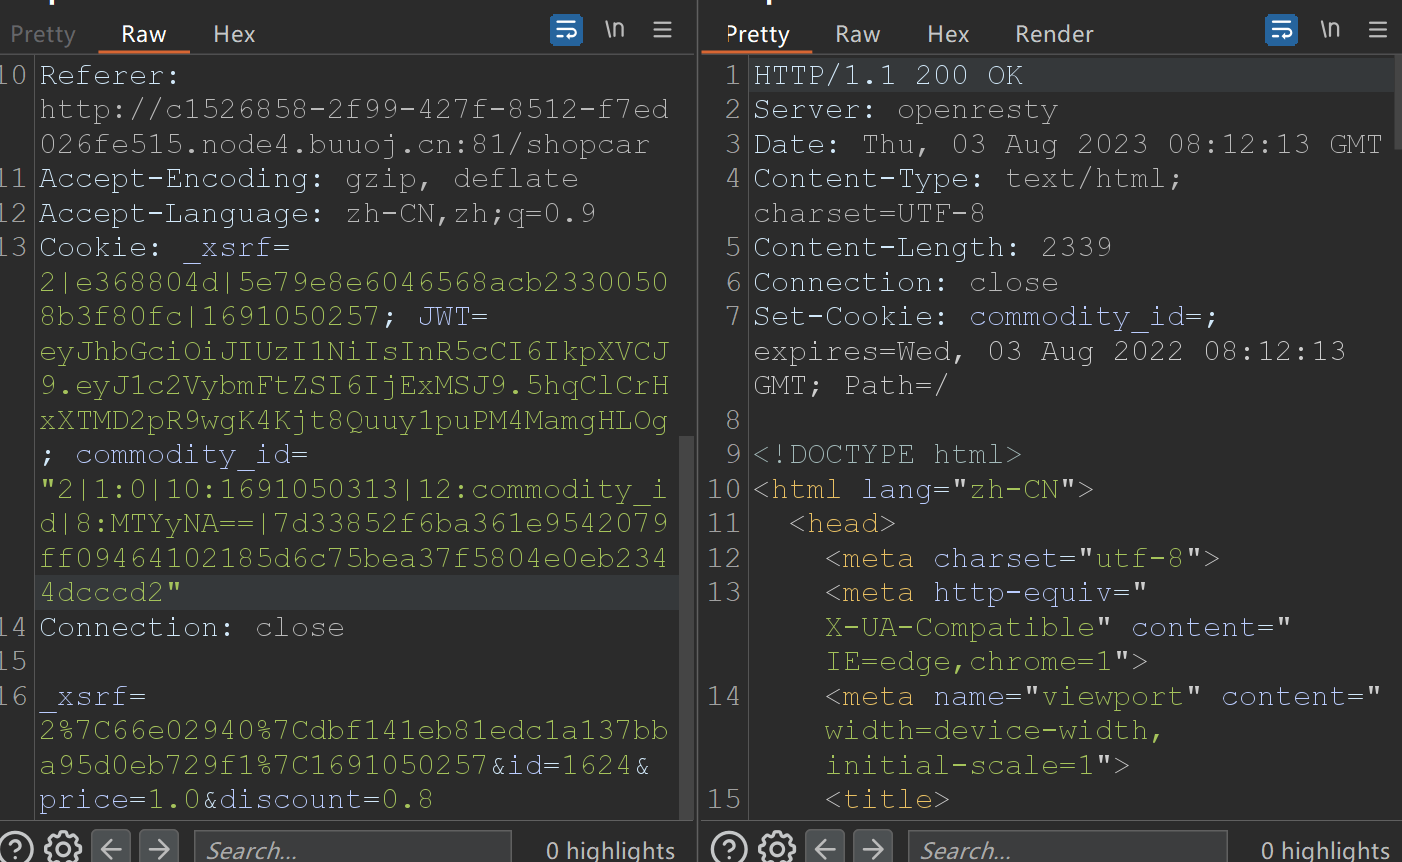 Pretty Raw Hex \n
10 Referer:
http://c1526858-2f99-427f-8512-f7ed
026fe515.node4.buuoj.cn:81/shopcar
11 Accept-Encoding: gzip, deflate
12 Accept-Language: zh-CN,zh;q=0.9
13 Cookie: _xsrf=
2|e368804d|5e79e8e6046568acb2330050
8b3f80fc|1691050257; JWT=
eyJhbGciOiJIUzI1NiIsInR5cCI6IkpXVCJ
9.eyJ1c2VybmFtZSI6IjExMSJ9.5hqClCrH
xXTMD2pR9wgK4Kjt8Quuy1puPM4MamgHLOg
; commodity_id=
"2|1:0|10:1691050313|12:commodity_i
d|8:MTYyNA==|7d33852f6ba361e9542079
ff09464102185d6c75bea37f5804e0eb234
4dcccd2"
14 Connection: close
15
16 _xsrf=
2%7C66e02940%7Cdbf141eb81edc1a137bb
a95d0eb729f1%7C1691050257&id=1624&
price=1.0&discount=0.8
Search...
0 highlights
Pretty Raw Hex Render \n
1 HTTP/1.1 200 OK
2 Server: openresty
3 Date: Thu, 03 Aug 2023 08:12:13 GMT
4 Content-Type: text/html;
charset=UTF-8
5 Content-Length: 2339
6 Connection: close
7 Set-Cookie: commodity_id=;
expires=Wed, 03 Aug 2022 08:12:13
GMT; Path=/
8
9 <!DOCTYPE html>
10 <html lang="zh-CN">
11 <head>
12 <meta charset="utf-8">
13 <meta http-equiv="
X-UA-Compatible" content="
IE=edge,chrome=1">
14 <meta name="viewport" content="
width=device-width,
initial-scale=1">
15 <title>
Search...
0 highlights